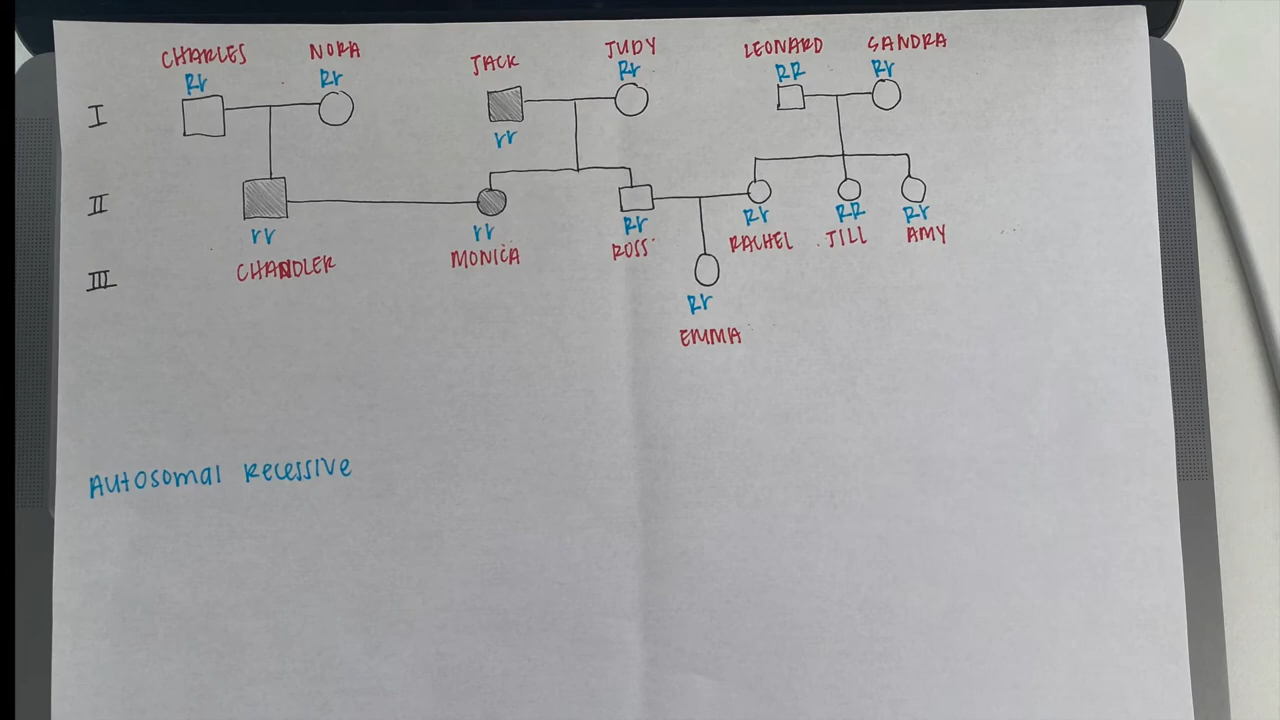 CHARLES NORA JACK JUDY LEONARD SANDRA
Rr Rr Rr RR Rr
I
rr
II
rr rr Rr Rr RR Rr
CHANDLER MONICA ROSS RACHEL JILL AMY
III
Rr
EMMA
AUTOSOMAL RECESSIVE